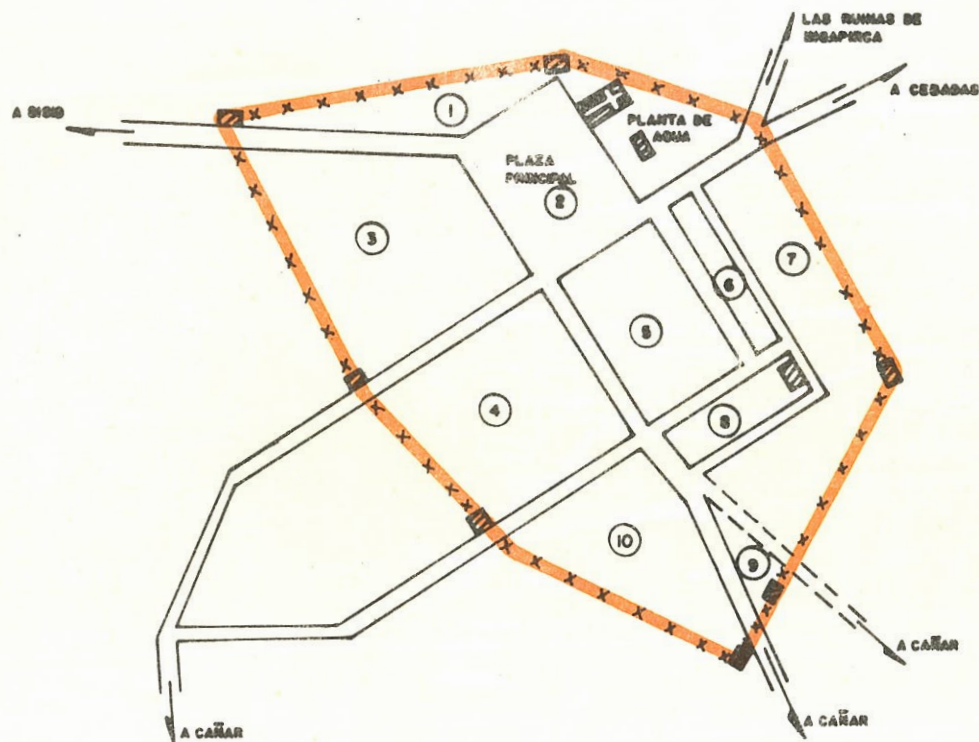 LAS RUINAS DE
INGAPIRCA
A CEBADAS
A SISID
1
PLANTA DE
AGUA
PLAZA
PRINCIPAL
2
3
7
6
5
4
8
10
9
A CAÑAR
A CAÑAR
A CAÑAR